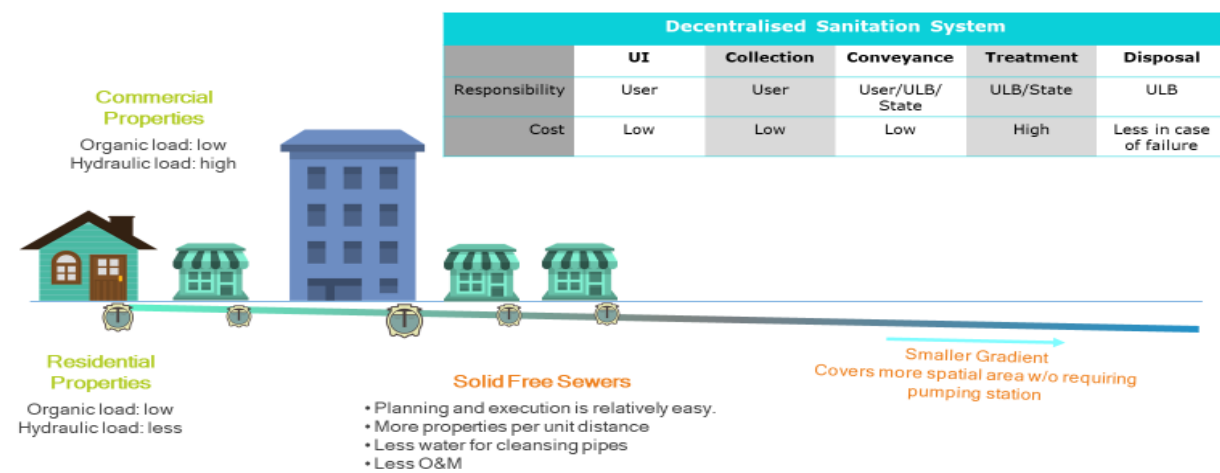 Decentralised Sanitation System
UI Collection Conveyance Treatment Disposal
Responsibility User User User/ULB/ State ULB/State ULB
Cost Low Low Low High Less in case of failure
Commercial
Properties
Organic load: low
Hydraulic load: high
Residential
Properties
Organic load: low
Hydraulic load: less
Solid Free Sewers
• Planning and execution is relatively easy.
• More properties per unit distance
• Less water for cleansing pipes
• Less O&M
Smaller Gradient
Covers more spatial area w/o requiring
pumping station